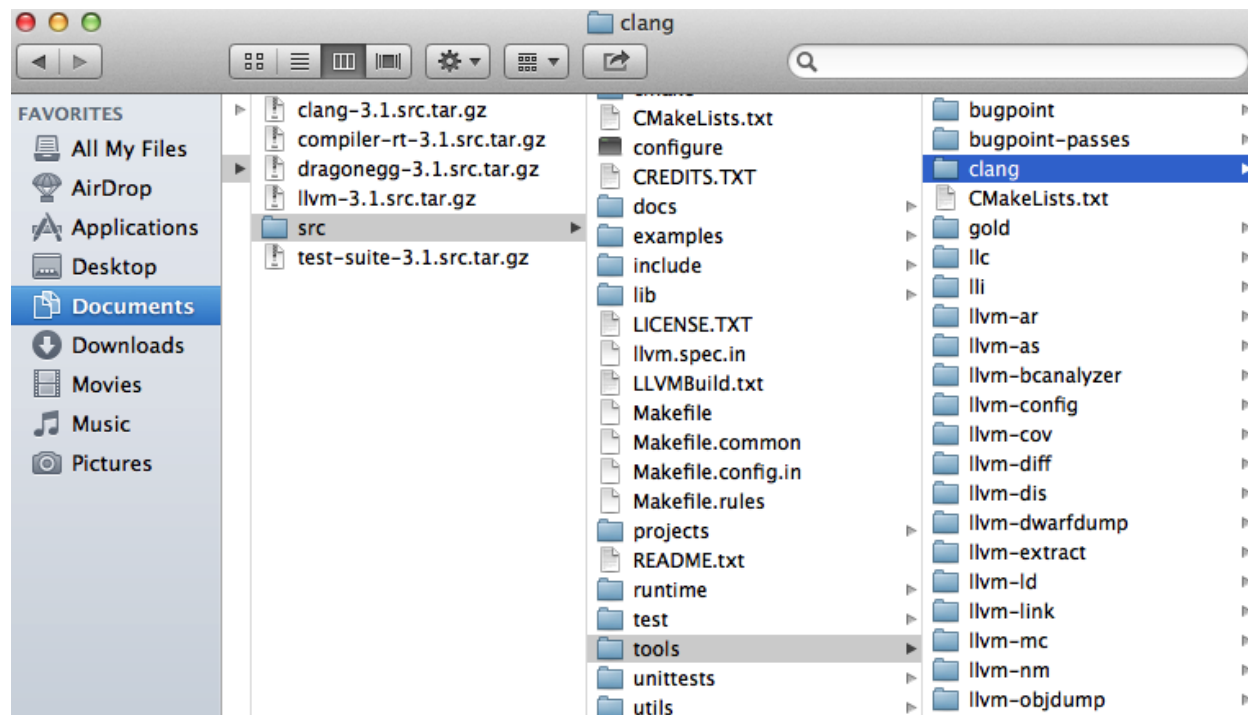 clang
FAVORITES
All My Files
AirDrop
Applications
Desktop
Documents
Downloads
Movies
Music
Pictures
clang-3.1.src.tar.gz
compiler-rt-3.1.src.tar.gz
dragonegg-3.1.src.tar.gz
llvm-3.1.src.tar.gz
src
test-suite-3.1.src.tar.gz
CMakeLists.txt
configure
CREDITS.TXT
docs
examples
include
lib
LICENSE.TXT
llvm.spec.in
LLVMBuild.txt
Makefile
Makefile.common
Makefile.config.in
Makefile.rules
projects
README.txt
runtime
test
tools
unittests
utils
bugpoint
bugpoint-passes
clang
CMakeLists.txt
gold
llc
lli
llvm-ar
llvm-as
llvm-bcanalyzer
llvm-config
llvm-cov
llvm-diff
llvm-dis
llvm-dwarfdump
llvm-extract
llvm-ld
llvm-link
llvm-mc
llvm-nm
llvm-objdump